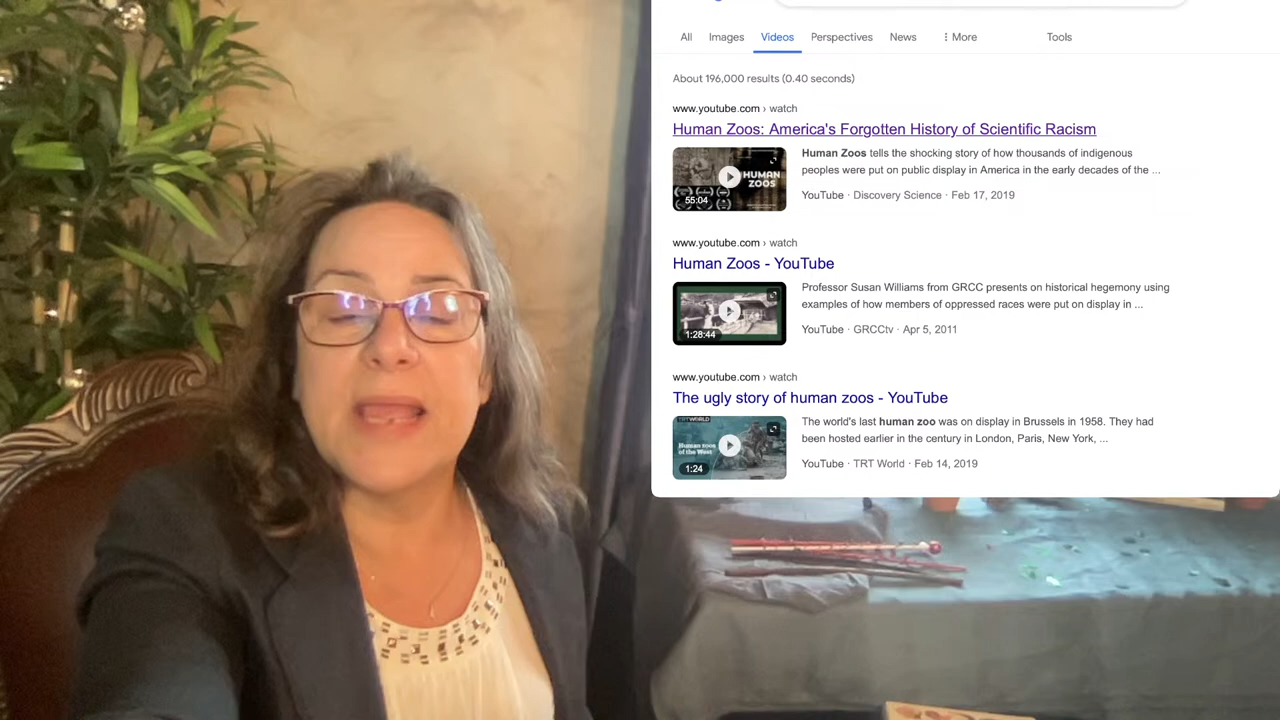 All Images Videos Perspectives News More Tools
About 196,000 results (0.40 seconds)
www.youtube.com › watch
Human Zoos: America's Forgotten History of Scientific Racism
HUMAN
ZOOS
55:04
Human Zoos tells the shocking story of how thousands of indigenous
peoples were put on public display in America in the early decades of the ...
YouTube · Discovery Science · Feb 17, 2019
www.youtube.com › watch
Human Zoos - YouTube
1:28:44
Professor Susan Williams from GRCC presents on historical hegemony using
examples of how members of oppressed races were put on display in ...
YouTube · GRCCtv · Apr 5, 2011
www.youtube.com › watch
The ugly story of human zoos - YouTube
TRT WORLD
Human zoos
of the West
1:24
The world's last human zoo was on display in Brussels in 1958. They had
been hosted earlier in the century in London, Paris, New York, ...
YouTube · TRT World · Feb 14, 2019